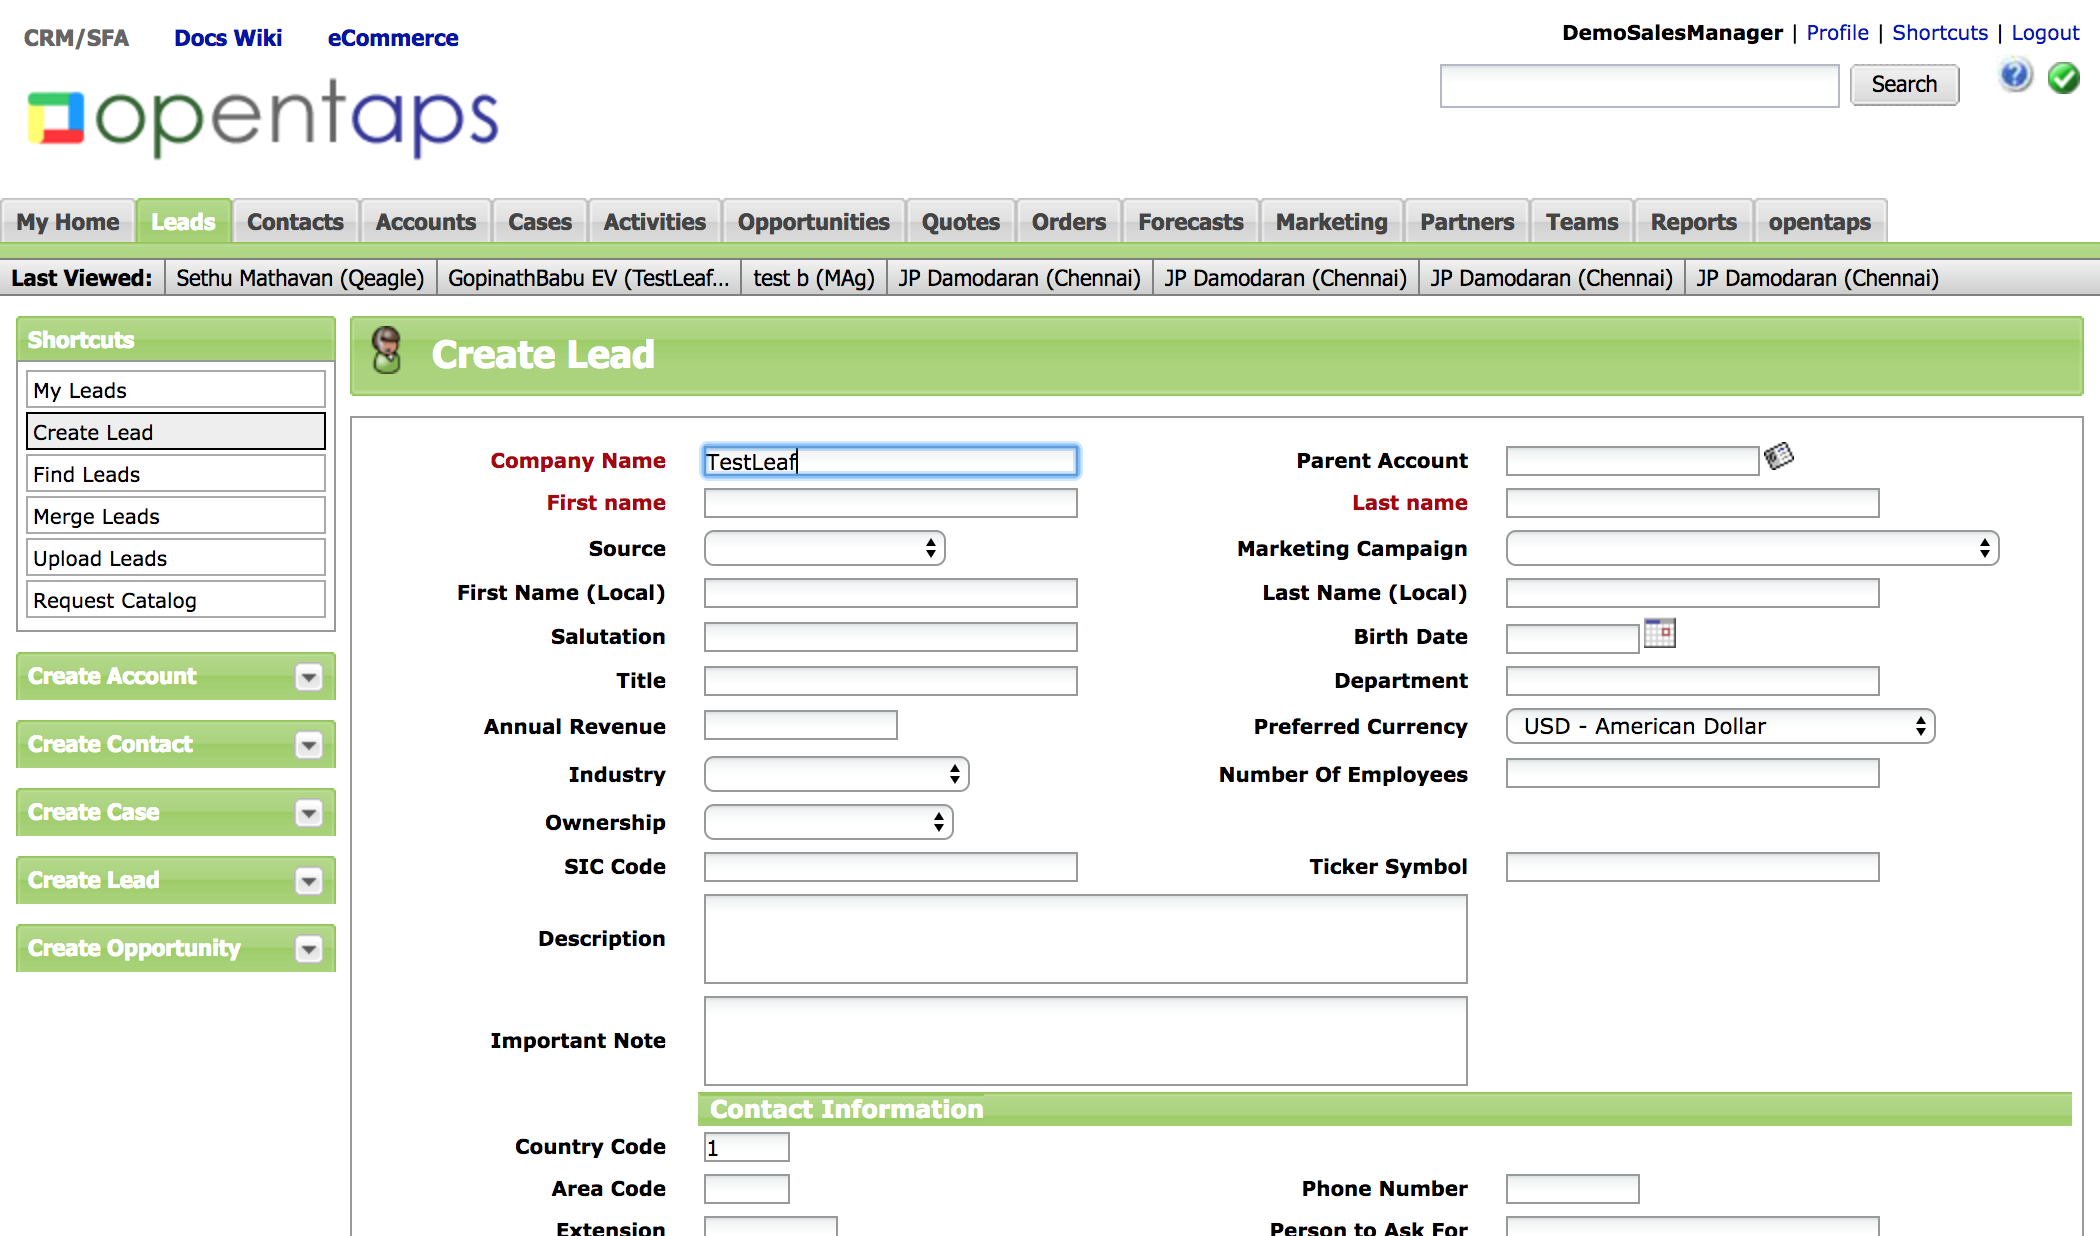 CRM/SFA Docs Wiki eCommerce
DemoSalesManager | Profile | Shortcuts | Logout
Search
opentaps
My Home Leads Contacts Accounts Cases Activities Opportunities Quotes Orders Forecasts Marketing Partners Teams Reports opentaps
Last Viewed: Sethu Mathavan (Qeagle) GopinathBabu EV (TestLeaf... test b (MAg) JP Damodaran (Chennai) JP Damodaran (Chennai) JP Damodaran (Chennai) JP Damodaran (Chennai)
Shortcuts
My Leads
Create Lead
Find Leads
Merge Leads
Upload Leads
Request Catalog
Create Account
Create Contact
Create Case
Create Lead
Create Opportunity
Create Lead
Company Name TestLeaf Parent Account
First name Last name
Source Marketing Campaign
First Name (Local) Last Name (Local)
Salutation Birth Date
Title Department
Annual Revenue Preferred Currency USD - American Dollar
Industry Number Of Employees
Ownership
SIC Code Ticker Symbol
Description
Important Note
Contact Information
Country Code 1
Area Code Phone Number
Extension Person to Ask For